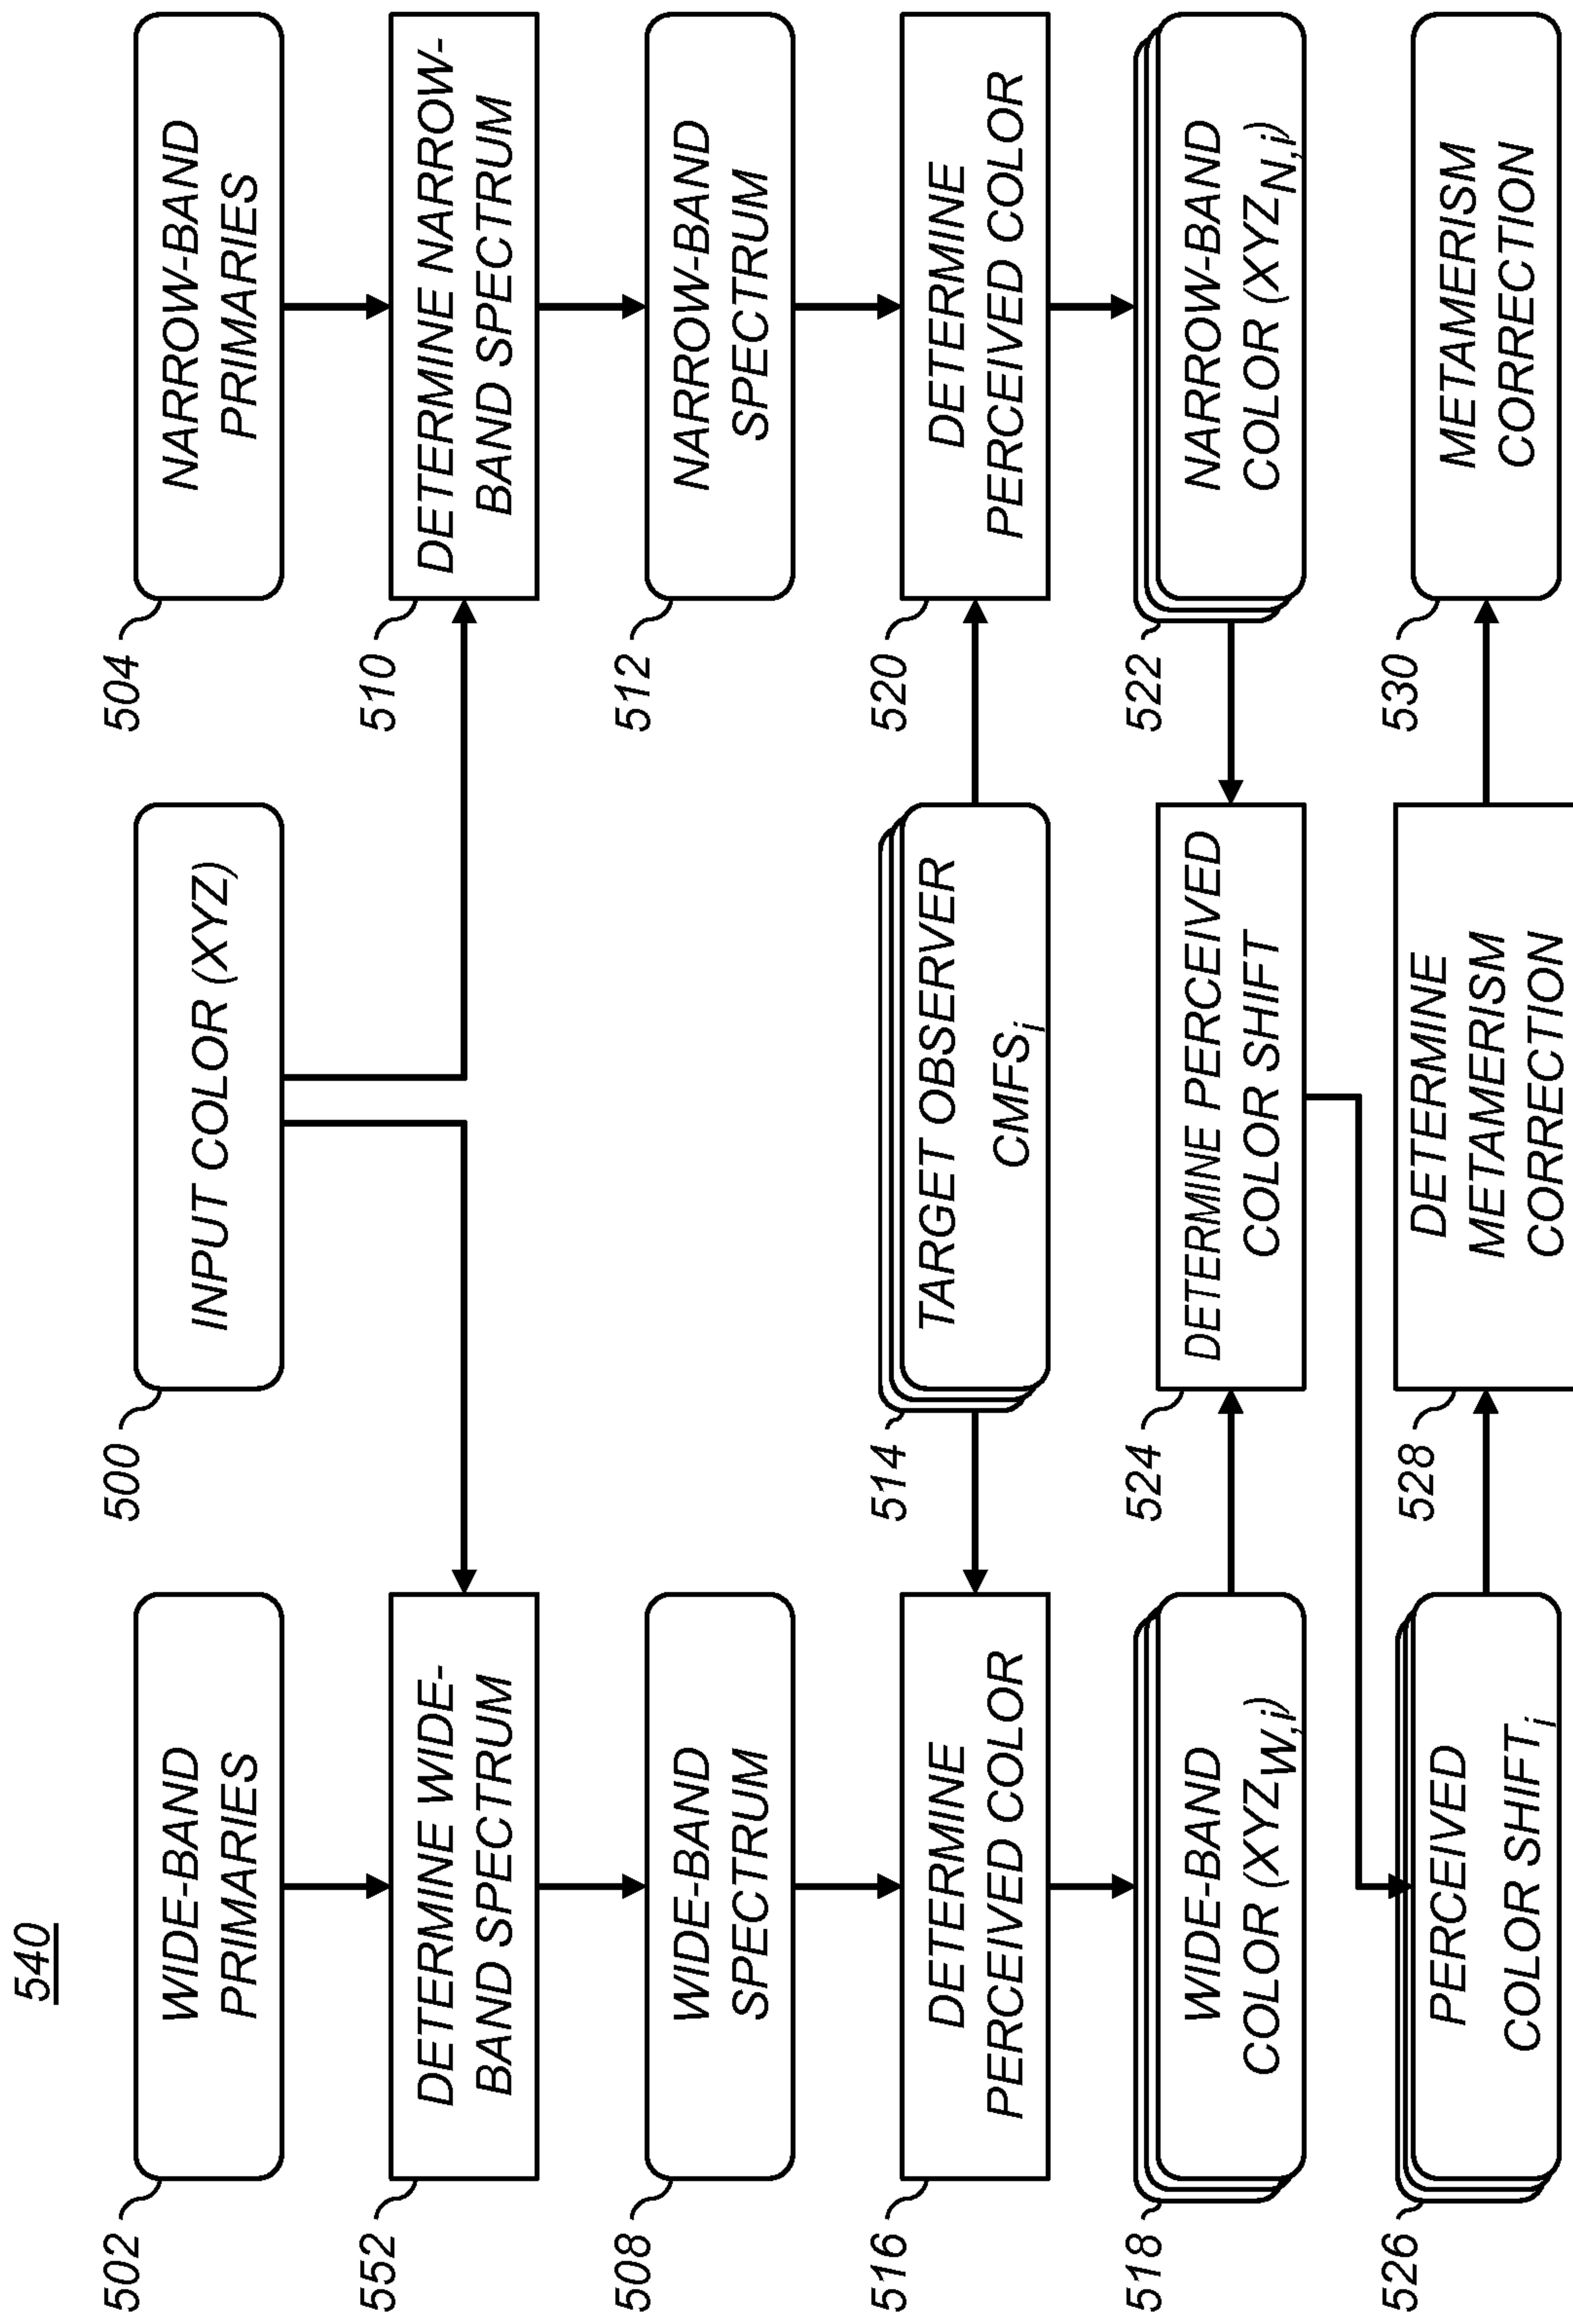 540
502
WIDE-BAND
PRIMARIES
500
INPUT COLOR (XYZ)
504
NARROW-BAND
PRIMARIES
552
DETERMINE WIDE-
BAND SPECTRUM
510
DETERMINE NARROW-
BAND SPECTRUM
508
WIDE-BAND
SPECTRUM
512
NARROW-BAND
SPECTRUM
516
DETERMINE
PERCEIVED COLOR
514
TARGET OBSERVER
CMFSi
520
DETERMINE
PERCEIVED COLOR
518
WIDE-BAND
COLOR (XYZW,i)
524
DETERMINE PERCEIVED
COLOR SHIFT
522
NARROW-BAND
COLOR (XYZN,i)
526
PERCEIVED
COLOR SHIFTi
528
DETERMINE
METAMERISM
CORRECTION
530
METAMERISM
CORRECTION